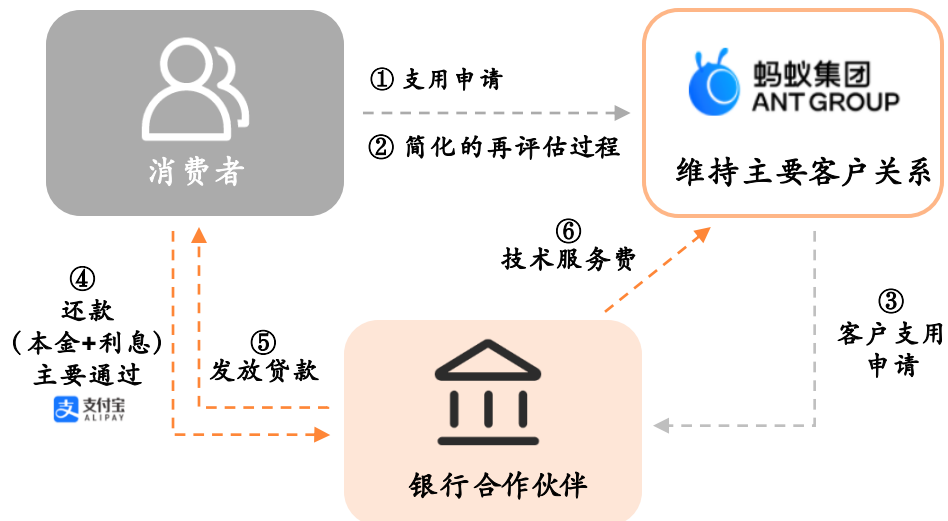 ① 支用申请
② 简化的再评估过程
消费者
蚂蚁集团
ANT GROUP
维持主要客户关系
⑥
技术服务费
③
客户支用
申请
④
还款
（本金+利息）
主要通过
支 支付宝
ALIPAY
⑤
发放贷款
银行合作伙伴